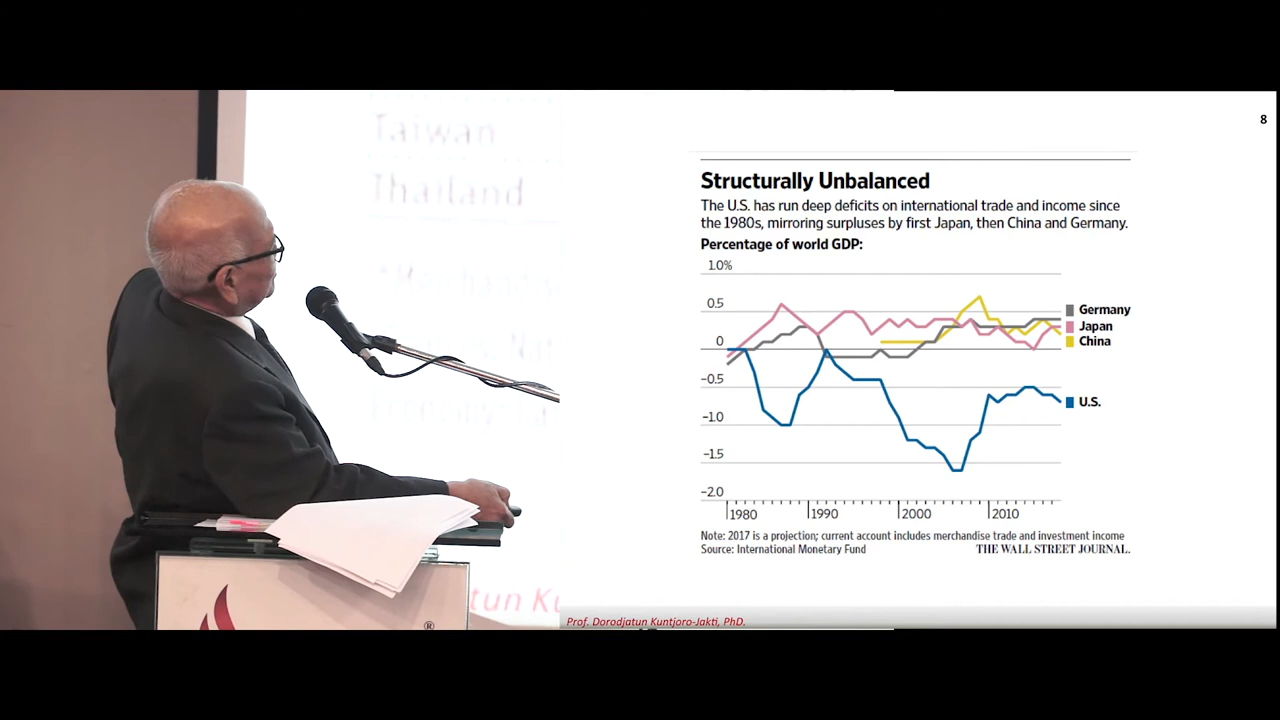 Taiwan
Thailand
8
Structurally Unbalanced
The U.S. has run deep deficits on international trade and income since
the 1980s, mirroring surpluses by first Japan, then China and Germany.
Percentage of world GDP:
1.0%
0.5
0
–0.5
–1.0
–1.5
–2.0
1980
1990
2000
2010
Germany
Japan
China
U.S.
Note: 2017 is a projection; current account includes merchandise trade and investment income
Source: International Monetary Fund
THE WALL STREET JOURNAL.
®
Prof. Dorodjatun Kuntjoro-Jakti, PhD.